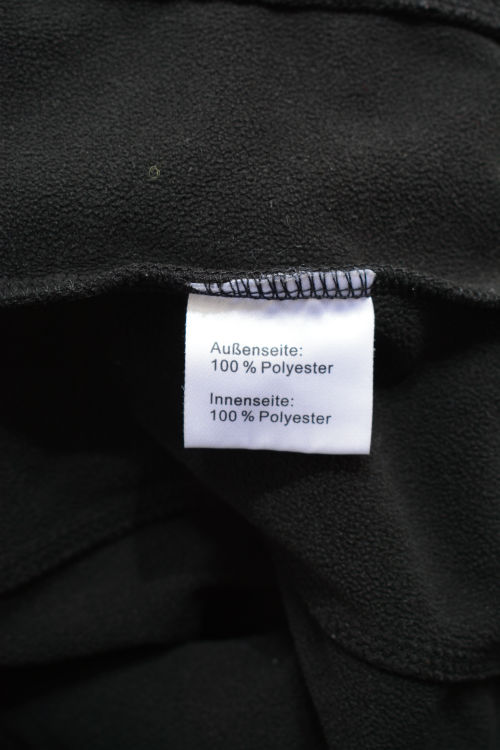 Außenseite:
100 % Polyester
Innenseite:
100 % Polyester